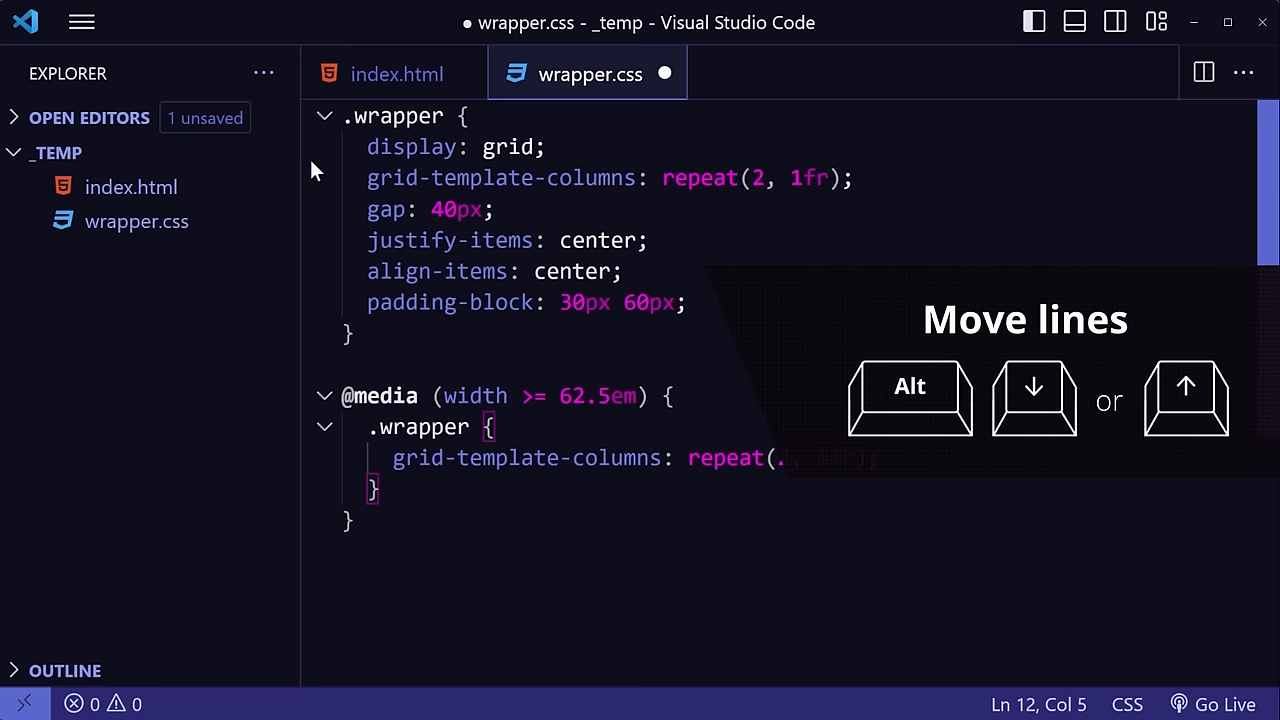 ● wrapper.css - _temp - Visual Studio Code
EXPLORER
index.html
wrapper.css
OPEN EDITORS
1 unsaved
_TEMP
index.html
wrapper.css
.wrapper {
display: grid;
grid-template-columns: repeat(2, 1fr);
gap: 40px;
justify-items: center;
align-items: center;
padding-block: 30px 60px;
}
@media (width >= 62.5em) {
.wrapper {
grid-template-columns: repeat(
}
}
Move lines
Alt ↓ or ↑
OUTLINE
0 0
Ln 12, Col 5
CSS
Go Live